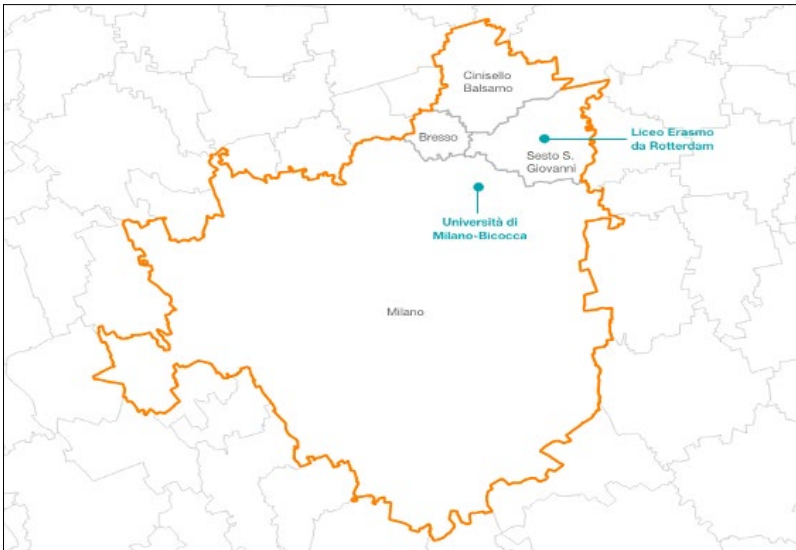 Cinisello
Balsamo
Bresso
Liceo Erasmo
da Rotterdam
Sesto S.
Giovanni
Università di
Milano-Bicocca
Milano